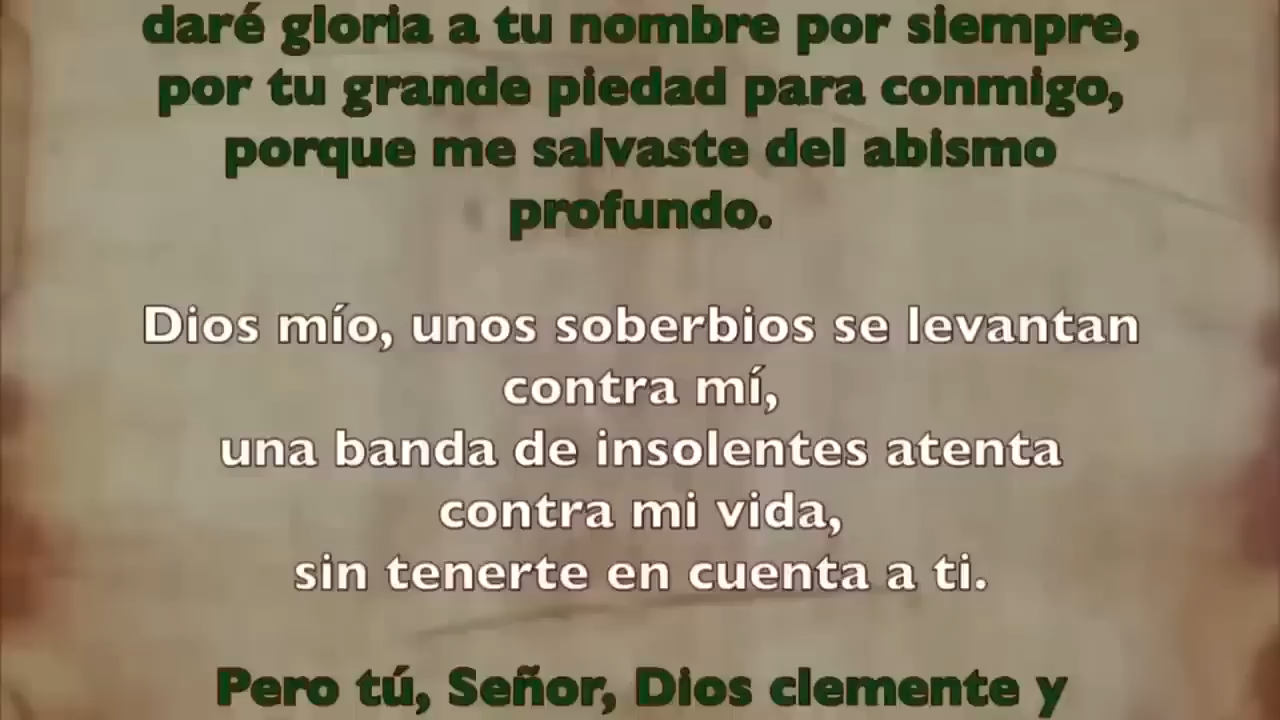 daré gloria a tu nombre por siempre,
por tu grande piedad para conmigo,
porque me salvaste del abismo
profundo.
Dios mío, unos soberbios se levantan
contra mí,
una banda de insolentes atenta
contra mi vida,
sin tenerte en cuenta a ti.
Pero tú, Señor, Dios clemente y